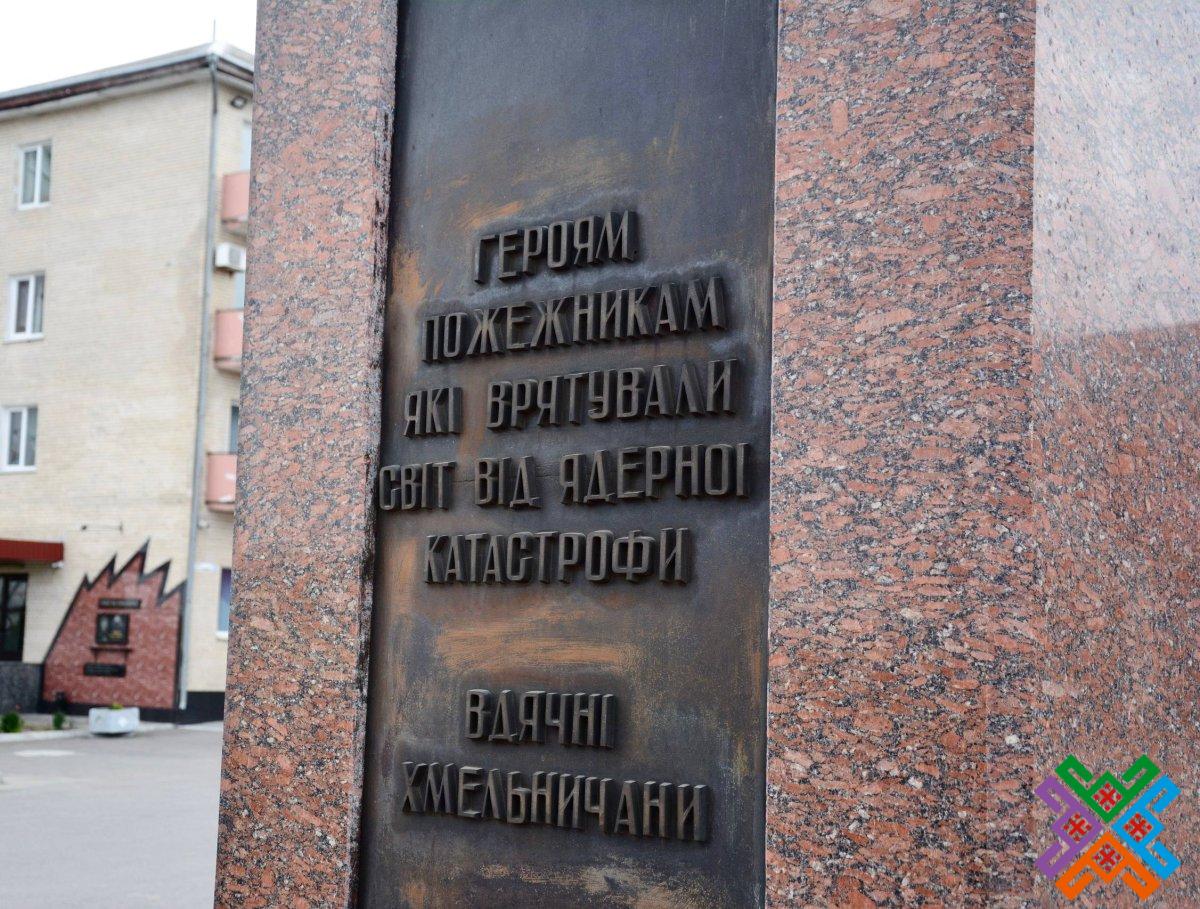 ГЕРОЯМ
ПОЖЕЖНИКАМ
ЯКІ ВРЯТУВАЛИ
СВІТ ВІД ЯДЕРНОЇ
КАТАСТРОФИ
ВДЯЧНІ
ХМЕЛЬНИЧАНИ